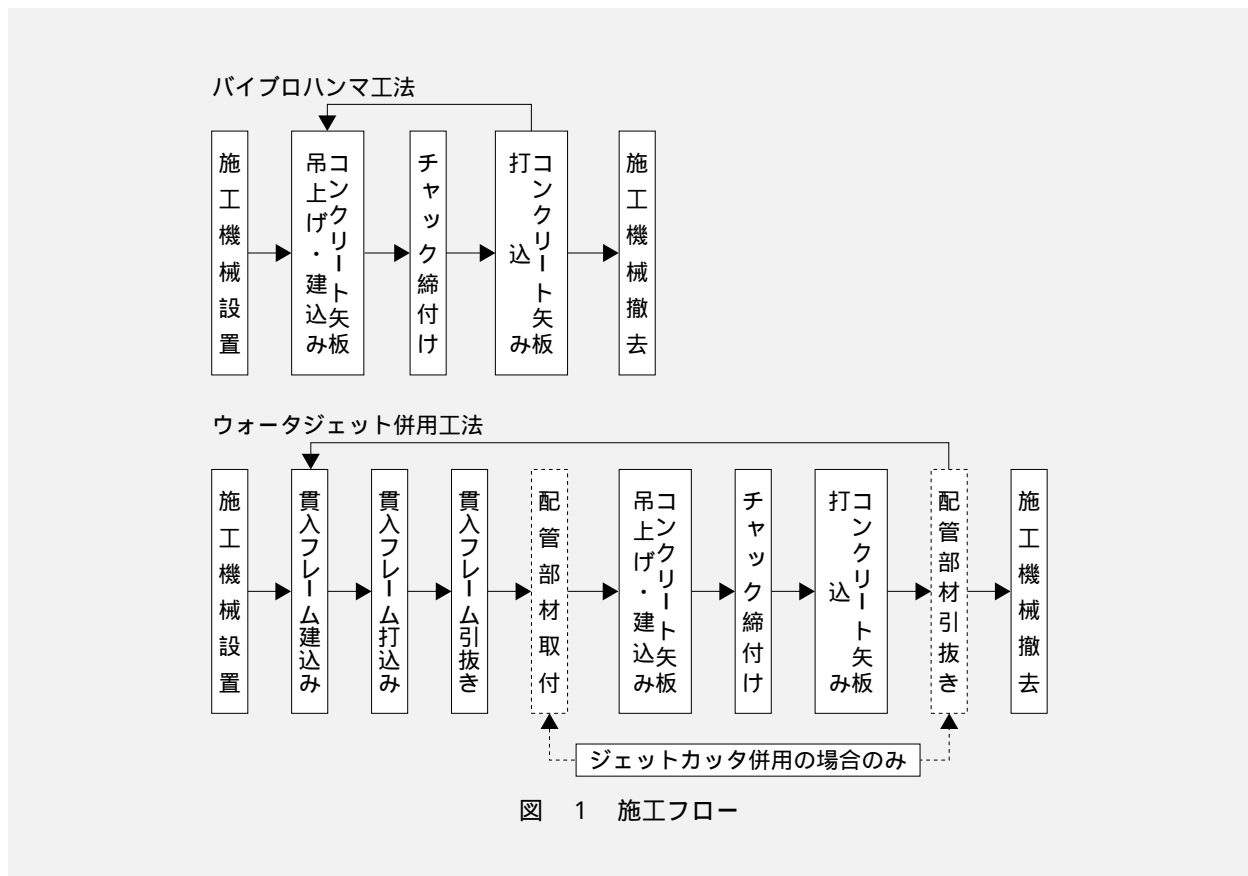 バイブロハンマ工法
施工機械設置
コンクリート矢板
吊上げ・建込み
チャック締付け
コンクリート矢板
打込み
施工機械撤去
ウォータジェット併用工法
施工機械設置
貫入フレーム建込み
貫入フレーム打込み
貫入フレーム引抜き
配管部材取付
コンクリート矢板
吊上げ・建込み
チャック締付け
コンクリート矢板
打込み
配管部材引抜き
施工機械撤去
ジェットカッタ併用の場合のみ
図 1 施工フロー